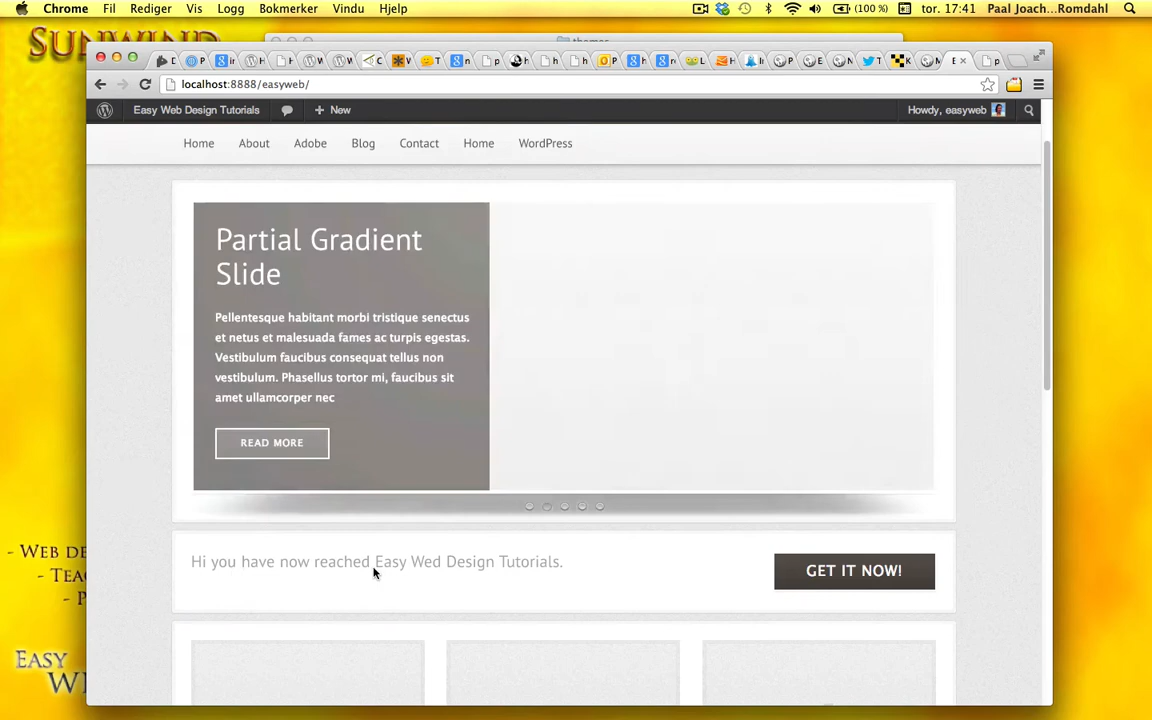 Chrome Fil Rediger Vis Logg Bokmerker Vindu Hjelp (100 %) tor. 17:41 Paal Joach...Romdahl
SUNWIND
themes
localhost:8888/easyweb/
Easy Web Design Tutorials + New Howdy, easyweb
Home About Adobe Blog Contact Home WordPress
Partial Gradient
Slide
Pellentesque habitant morbi tristique senectus
et netus et malesuada fames ac turpis egestas.
Vestibulum faucibus consequat tellus non
vestibulum. Phasellus tortor mi, faucibus sit
amet ullamcorper nec
READ MORE
Hi you have now reached Easy Wed Design Tutorials.
GET IT NOW!
- WEB DE
- TEA
- P
EASY
WE